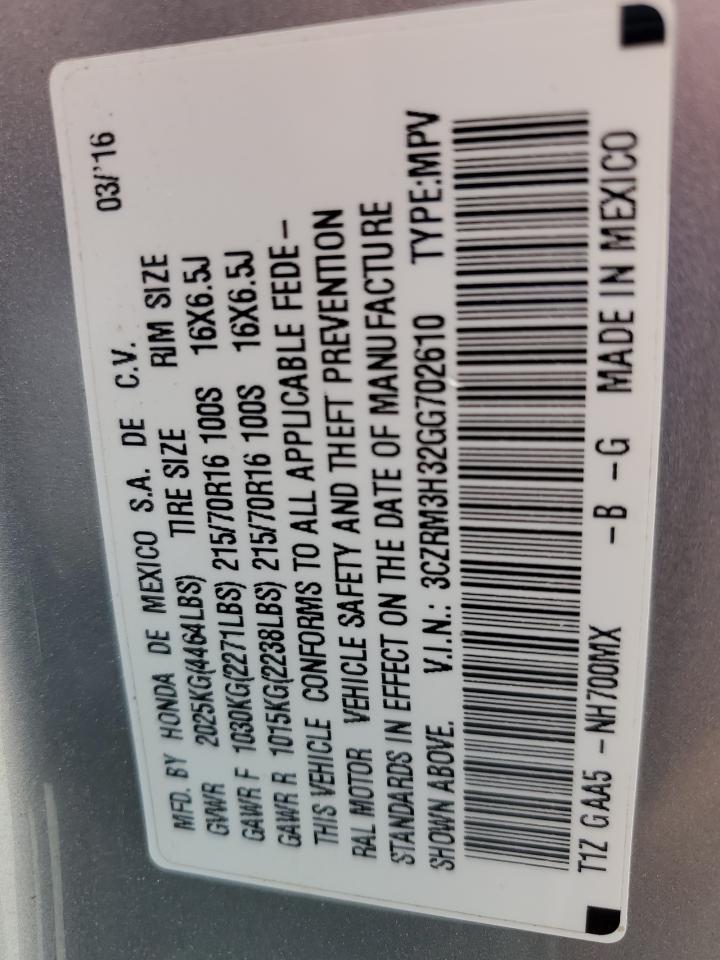 MFD. BY HONDA DE MEXICO S.A. DE C.V. 03/'16
GVWR 2025KG(4464LBS) TIRE SIZE RIM SIZE
GAWR F 1030KG(2271LBS) 215/70R16 100S 16X6.5J
GAWR R 1015KG(2238LBS) 215/70R16 100S 16X6.5J
THIS VEHICLE CONFORMS TO ALL APPLICABLE FEDE-
RAL MOTOR VEHICLE SAFETY AND THEFT PREVENTION
STANDARDS IN EFFECT ON THE DATE OF MANUFACTURE
SHOWN ABOVE. V.I.N.: 3CZRM3H32GG702610 TYPE:MPV
T1Z GAA5 -NH700MX -B -G MADE IN MEXICO